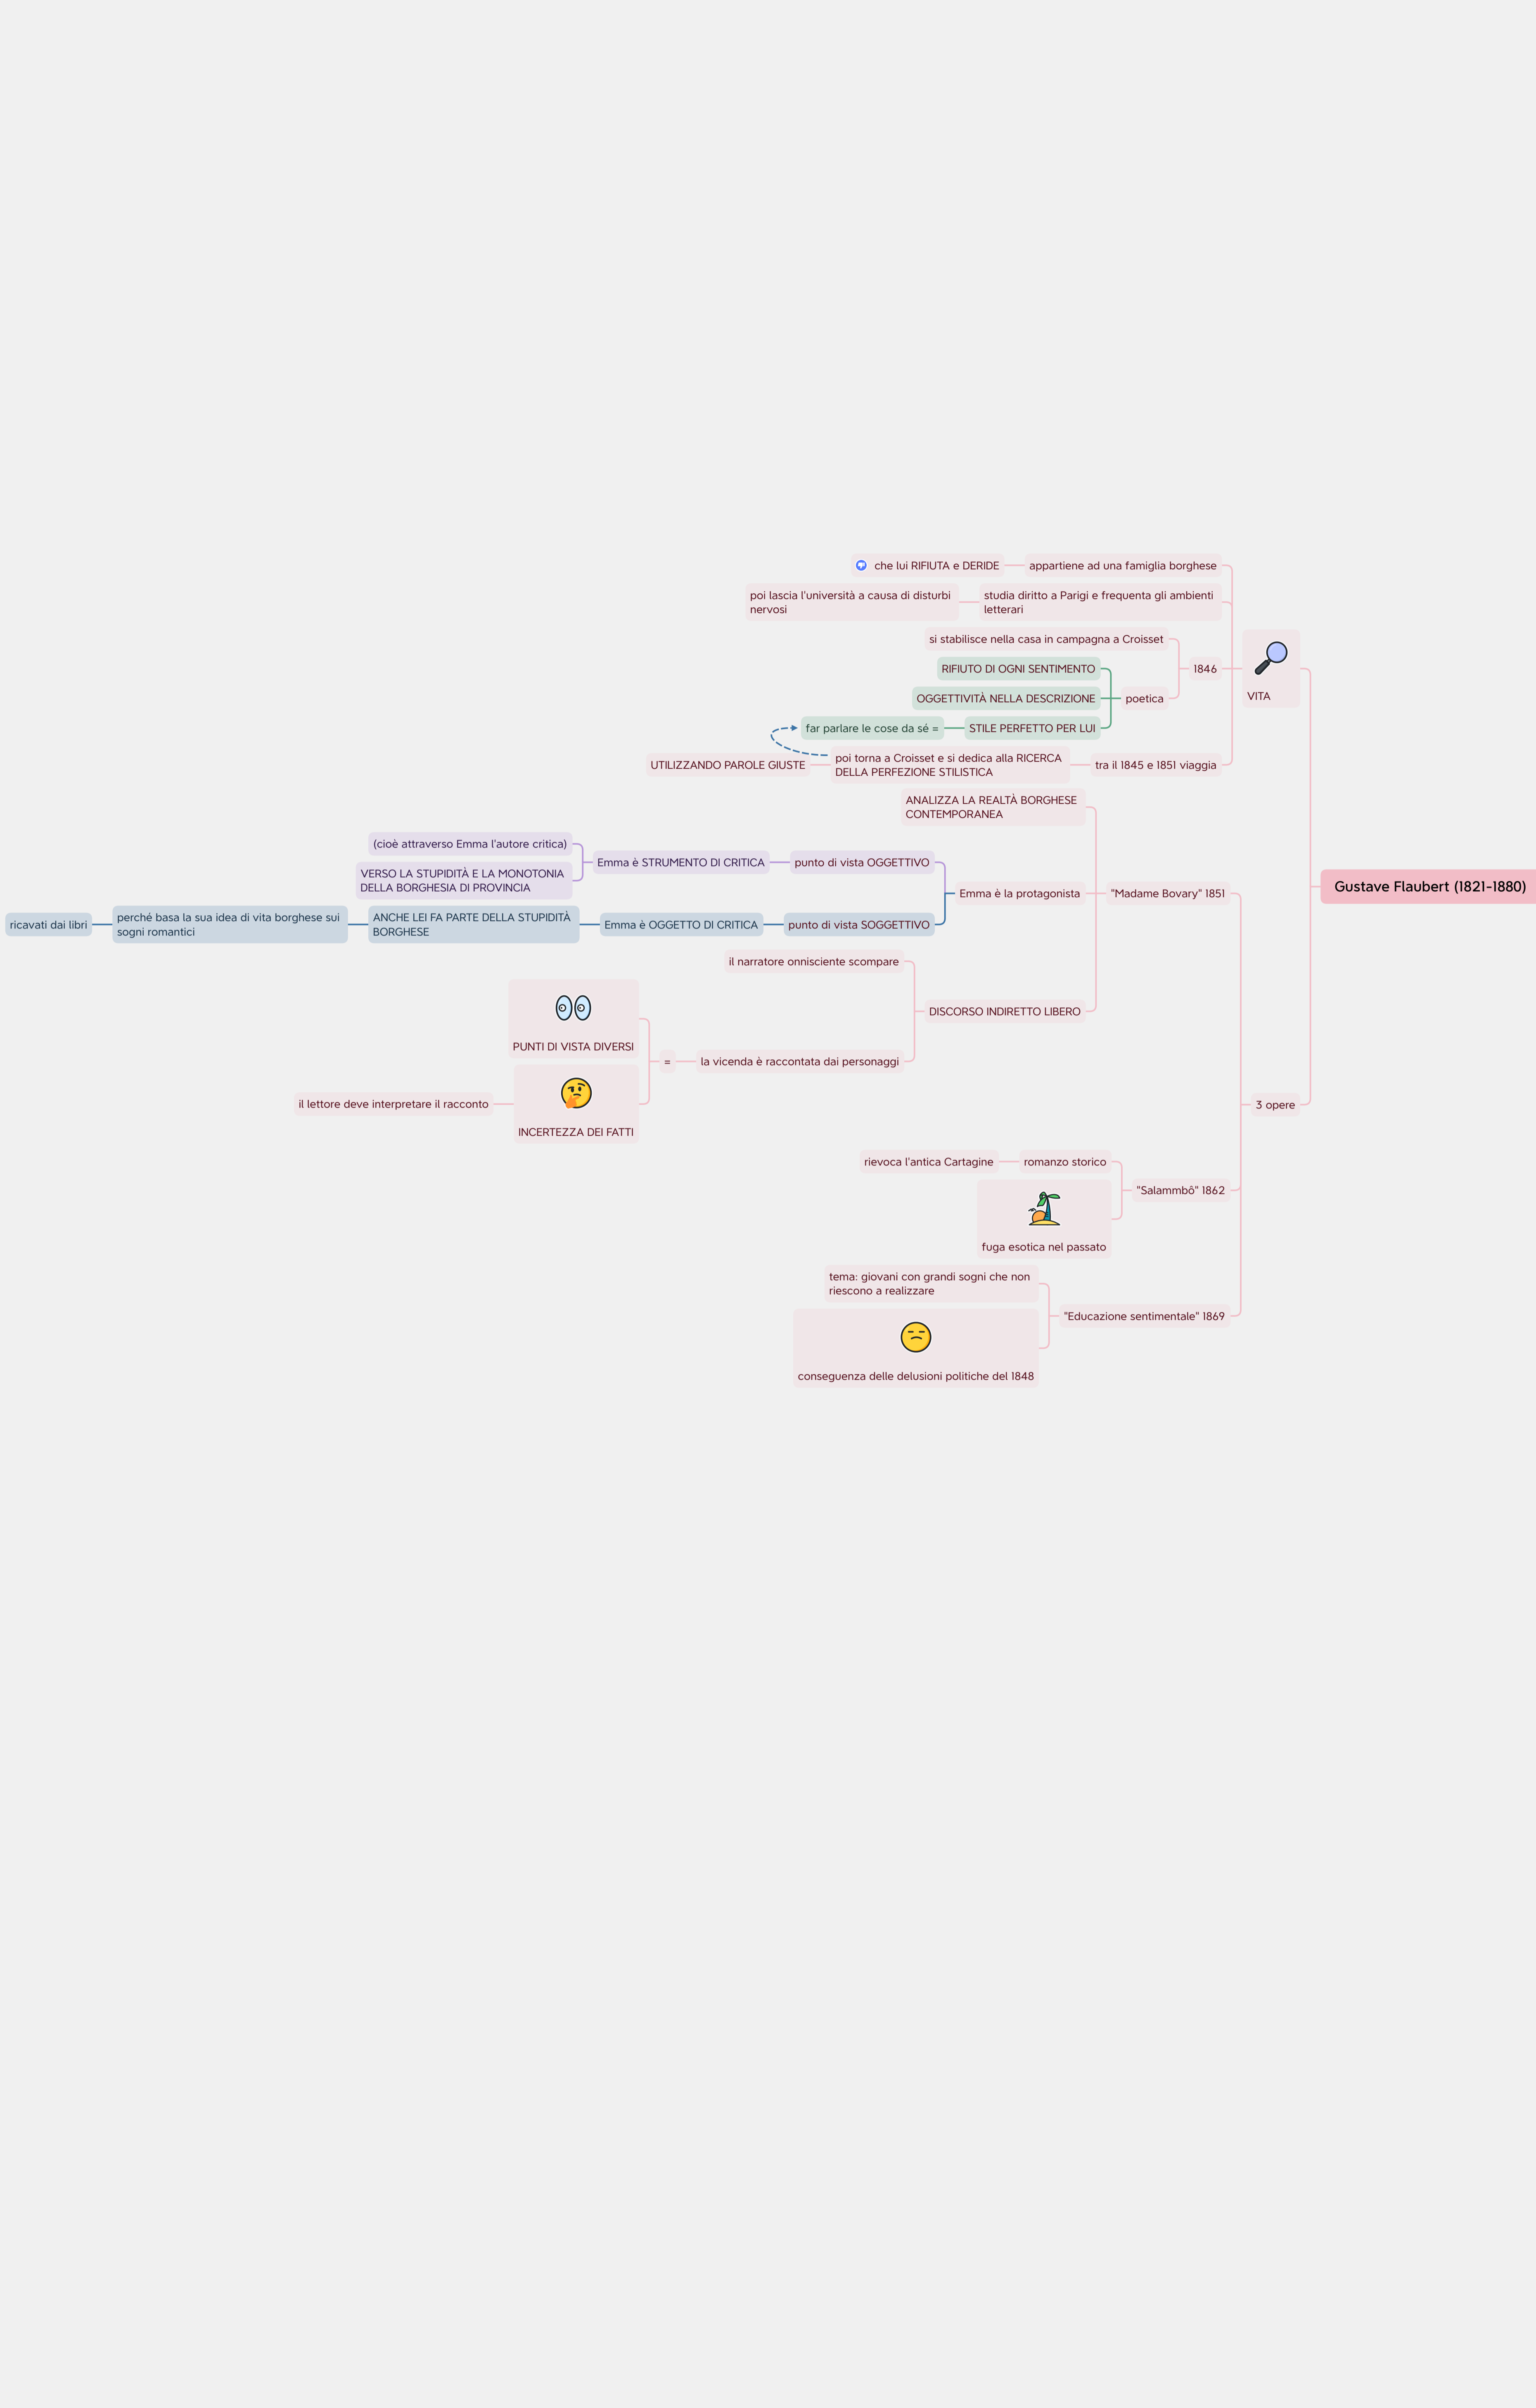 Gustave Flaubert (1821-1880)
VITA
appartiene ad una famiglia borghese
che lui RIFIUTA e DERIDE
studia diritto a Parigi e frequenta gli ambienti
letterari
poi lascia l'università a causa di disturbi
nervosi
1846
si stabilisce nella casa in campagna a Croisset
poetica
RIFIUTO DI OGNI SENTIMENTO
OGGETTIVITÀ NELLA DESCRIZIONE
STILE PERFETTO PER LUI
far parlare le cose da sé =
tra il 1845 e 1851 viaggia
poi torna a Croisset e si dedica alla RICERCA
DELLA PERFEZIONE STILISTICA
UTILIZZANDO PAROLE GIUSTE
3 opere
"Madame Bovary" 1851
ANALIZZA LA REALTÀ BORGHESE
CONTEMPORANEA
Emma è la protagonista
punto di vista OGGETTIVO
Emma è STRUMENTO DI CRITICA
(cioè attraverso Emma l'autore critica)
VERSO LA STUPIDITÀ E LA MONOTONIA
DELLA BORGHESIA DI PROVINCIA
punto di vista SOGGETTIVO
Emma è OGGETTO DI CRITICA
ANCHE LEI FA PARTE DELLA STUPIDITÀ
BORGHESE
perché basa la sua idea di vita borghese sui
sogni romantici
ricavati dai libri
DISCORSO INDIRETTO LIBERO
il narratore onnisciente scompare
la vicenda è raccontata dai personaggi
=
PUNTI DI VISTA DIVERSI
INCERTEZZA DEI FATTI
il lettore deve interpretare il racconto
"Salammbô" 1862
romanzo storico
rievoca l'antica Cartagine
fuga esotica nel passato
"Educazione sentimentale" 1869
tema: giovani con grandi sogni che non
riescono a realizzare
conseguenza delle delusioni politiche del 1848